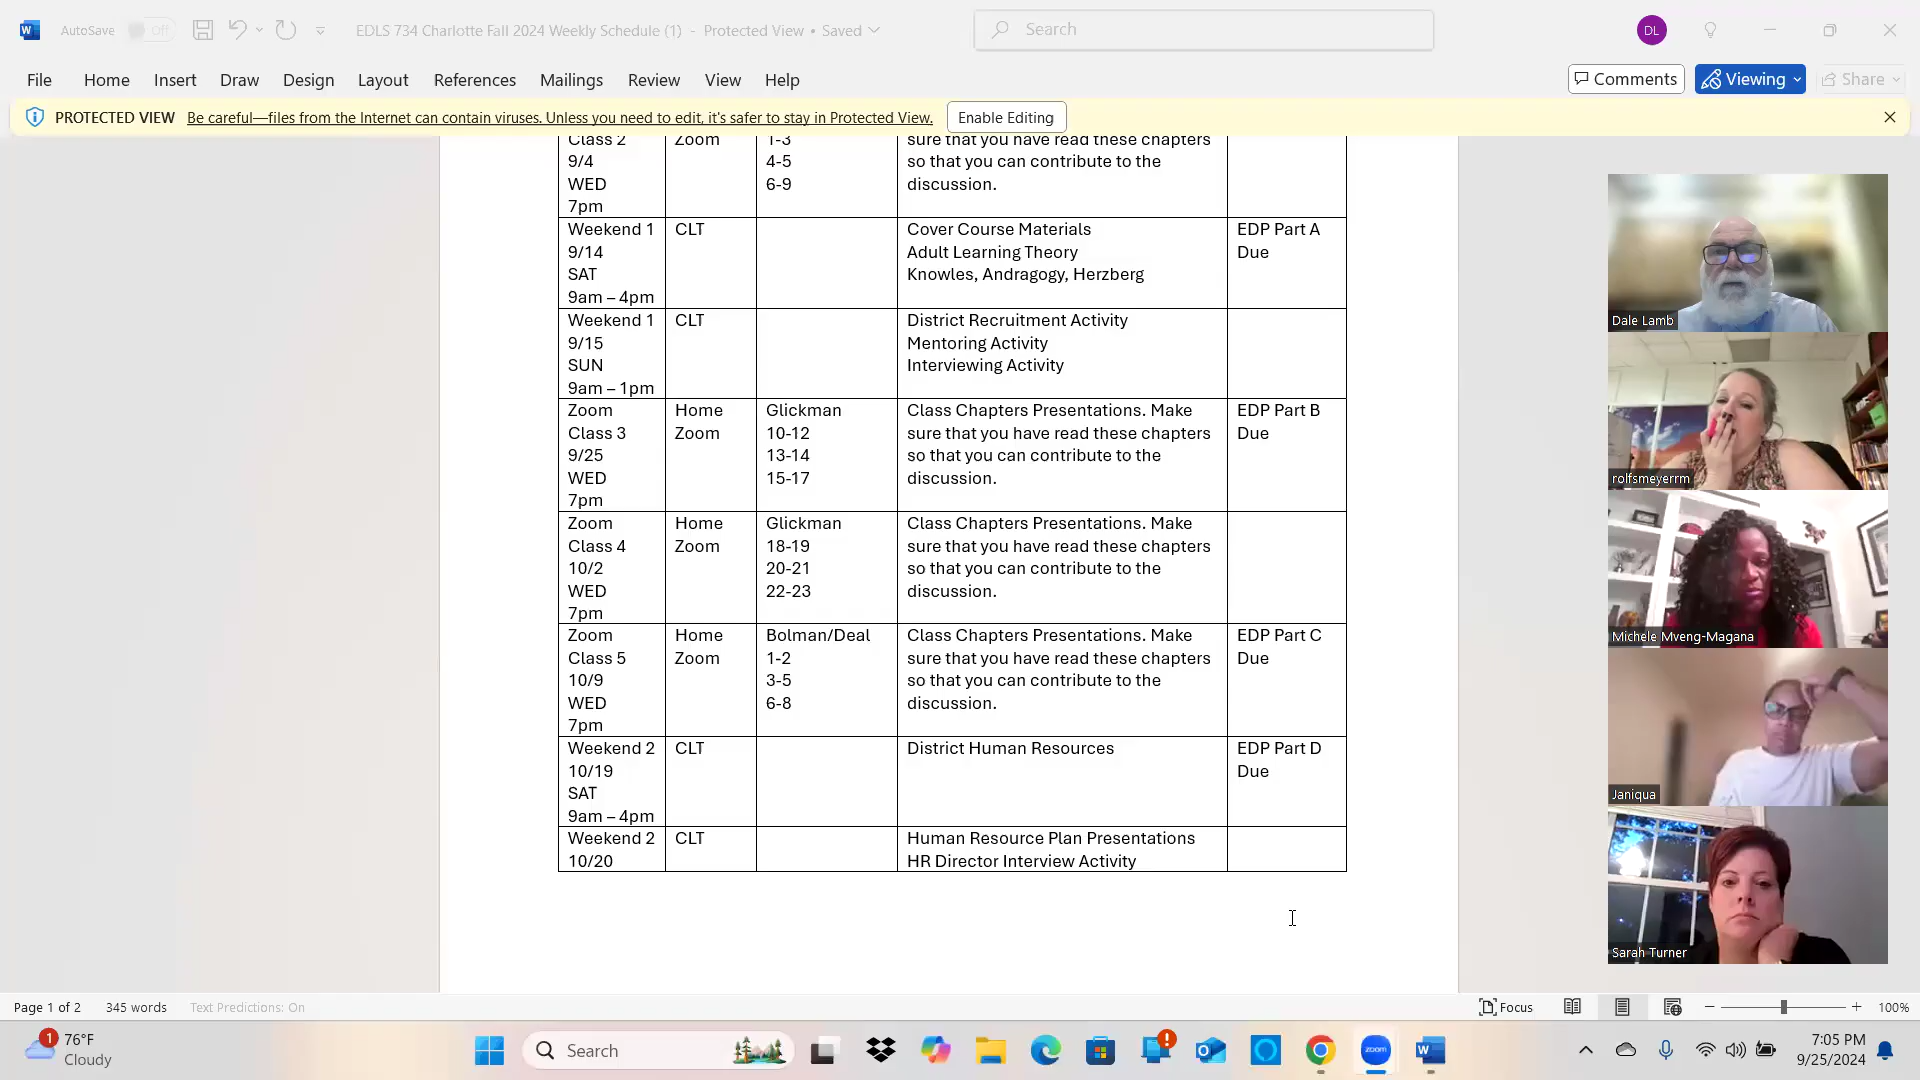 AutoSave Off EDLS 734 Charlotte Fall 2024 Weekly Schedule (1) - Protected View • Saved Search DL
File Home Insert Draw Design Layout References Mailings Review View Help Comments Viewing Share
PROTECTED VIEW Be careful—files from the Internet can contain viruses. Unless you need to edit, it's safer to stay in Protected View. Enable Editing
Class 2 Zoom 1-3 sure that you have read these chapters
9/4 4-5 so that you can contribute to the
WED 6-9 discussion.
7pm
Weekend 1 CLT Cover Course Materials EDP Part A
9/14 Adult Learning Theory Due
SAT Knowles, Andragogy, Herzberg
9am – 4pm
Weekend 1 CLT District Recruitment Activity
9/15 Mentoring Activity
SUN Interviewing Activity
9am – 1pm
Zoom Home Glickman Class Chapters Presentations. Make EDP Part B
Class 3 Zoom 10-12 sure that you have read these chapters Due
9/25 13-14 so that you can contribute to the
WED 15-17 discussion.
7pm
Zoom Home Glickman Class Chapters Presentations. Make
Class 4 Zoom 18-19 sure that you have read these chapters
10/2 20-21 so that you can contribute to the
WED 22-23 discussion.
7pm
Zoom Home Bolman/Deal Class Chapters Presentations. Make EDP Part C
Class 5 Zoom 1-2 sure that you have read these chapters Due
10/9 3-5 so that you can contribute to the
WED 6-8 discussion.
7pm
Weekend 2 CLT District Human Resources EDP Part D
10/19 Due
SAT
9am – 4pm
Weekend 2 CLT Human Resource Plan Presentations
10/20 HR Director Interview Activity
Dale Lamb
rolfsmeyerrm
Michele Mveng-Magana
Janiqua
Sarah Turner
Page 1 of 2 345 words Text Predictions: On Focus 100%
1 76°F Search zoom 7:05 PM
Cloudy 9/25/2024